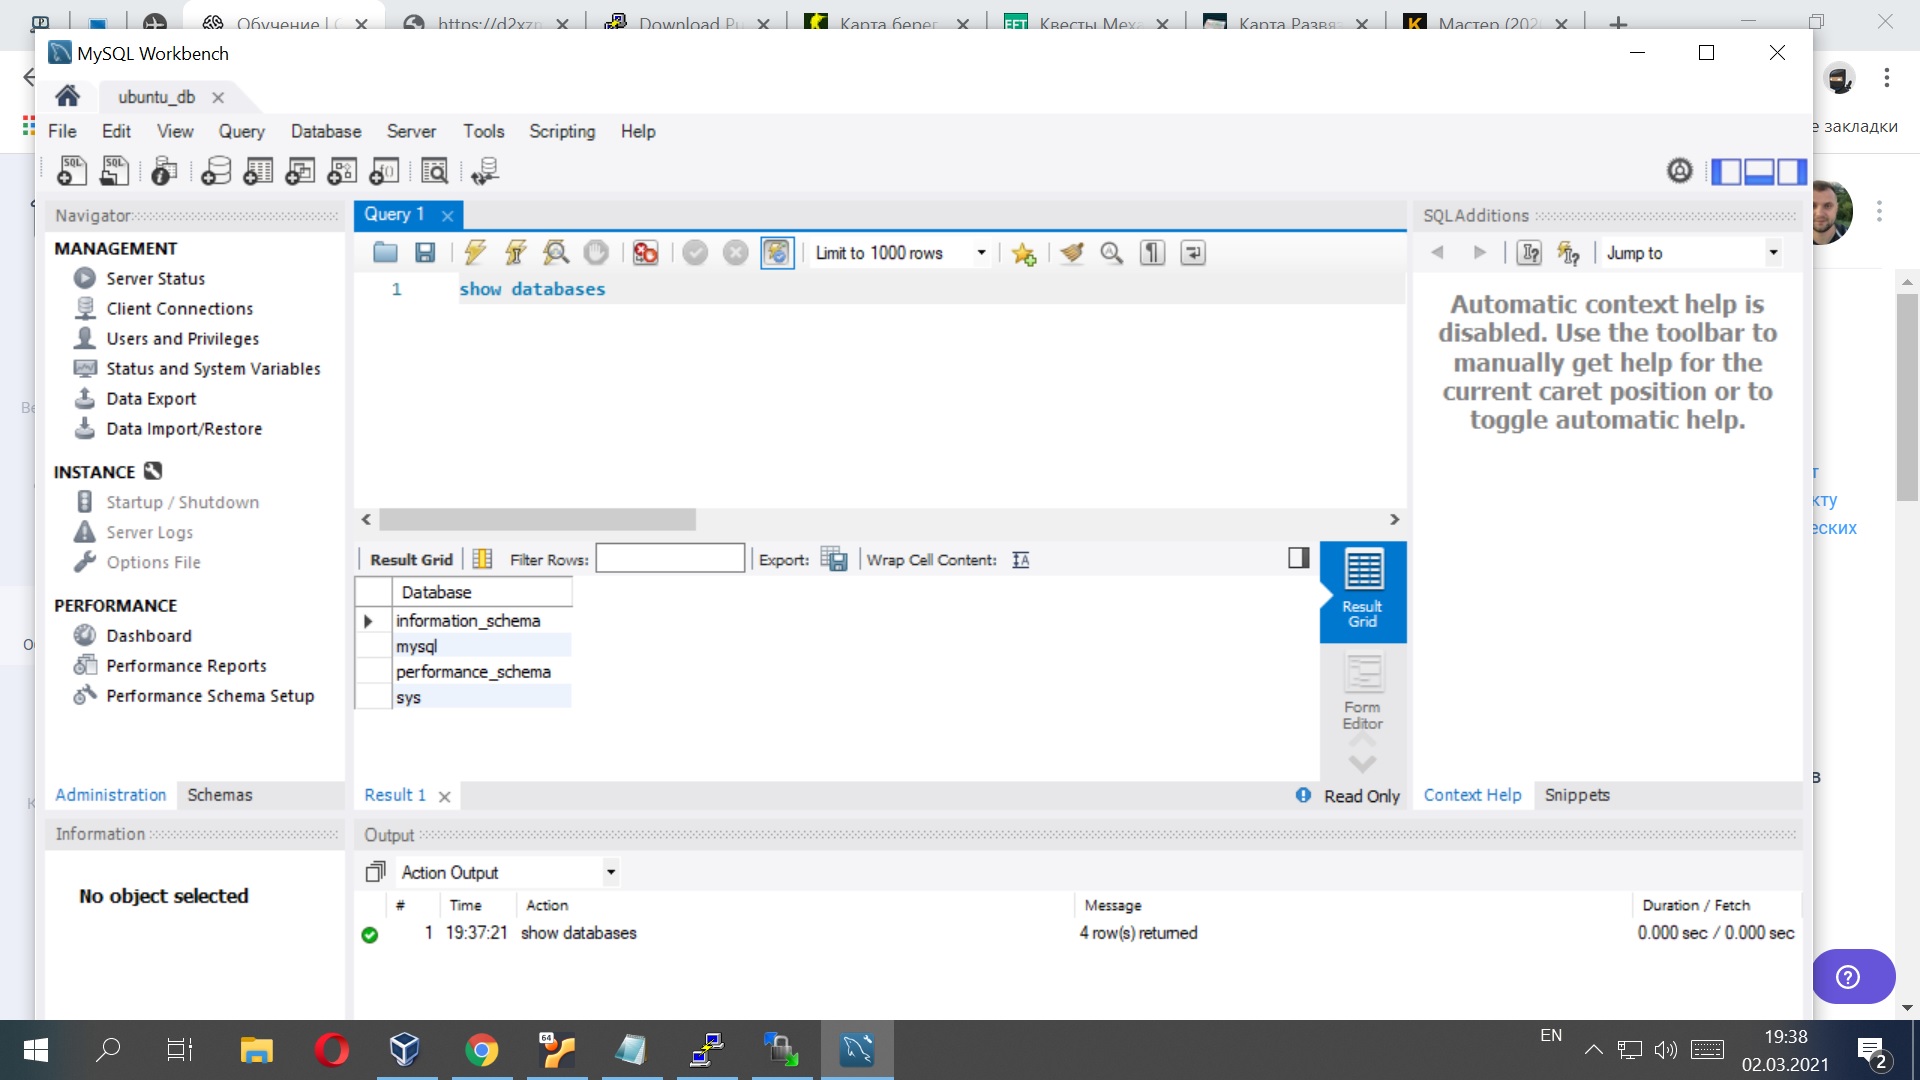 Обучение |
https://d2xzn
Download Pu
Карта берег
Квесты Меха
Карта Развя
Мастер (202
MySQL Workbench
ubuntu_db
File Edit View Query Database Server Tools Scripting Help
е закладки
Navigator
Query 1
SQLAdditions
MANAGEMENT
Server Status
Client Connections
Users and Privileges
Status and System Variables
Data Export
Data Import/Restore
INSTANCE
Startup / Shutdown
Server Logs
Options File
PERFORMANCE
Dashboard
Performance Reports
Performance Schema Setup
Administration Schemas
Information
No object selected
Limit to 1000 rows
1 show databases
Result Grid Filter Rows: Export: Wrap Cell Content:
Database
information_schema
mysql
performance_schema
sys
Result
Grid
Form
Editor
Result 1
Read Only
Jump to
Automatic context help is
disabled. Use the toolbar to
manually get help for the
current caret position or to
toggle automatic help.
Context Help Snippets
кту
еских
Output
Action Output
# Time Action Message Duration / Fetch
1 19:37:21 show databases 4 row(s) returned 0.000 sec / 0.000 sec
64
EN
19:38
02.03.2021
2